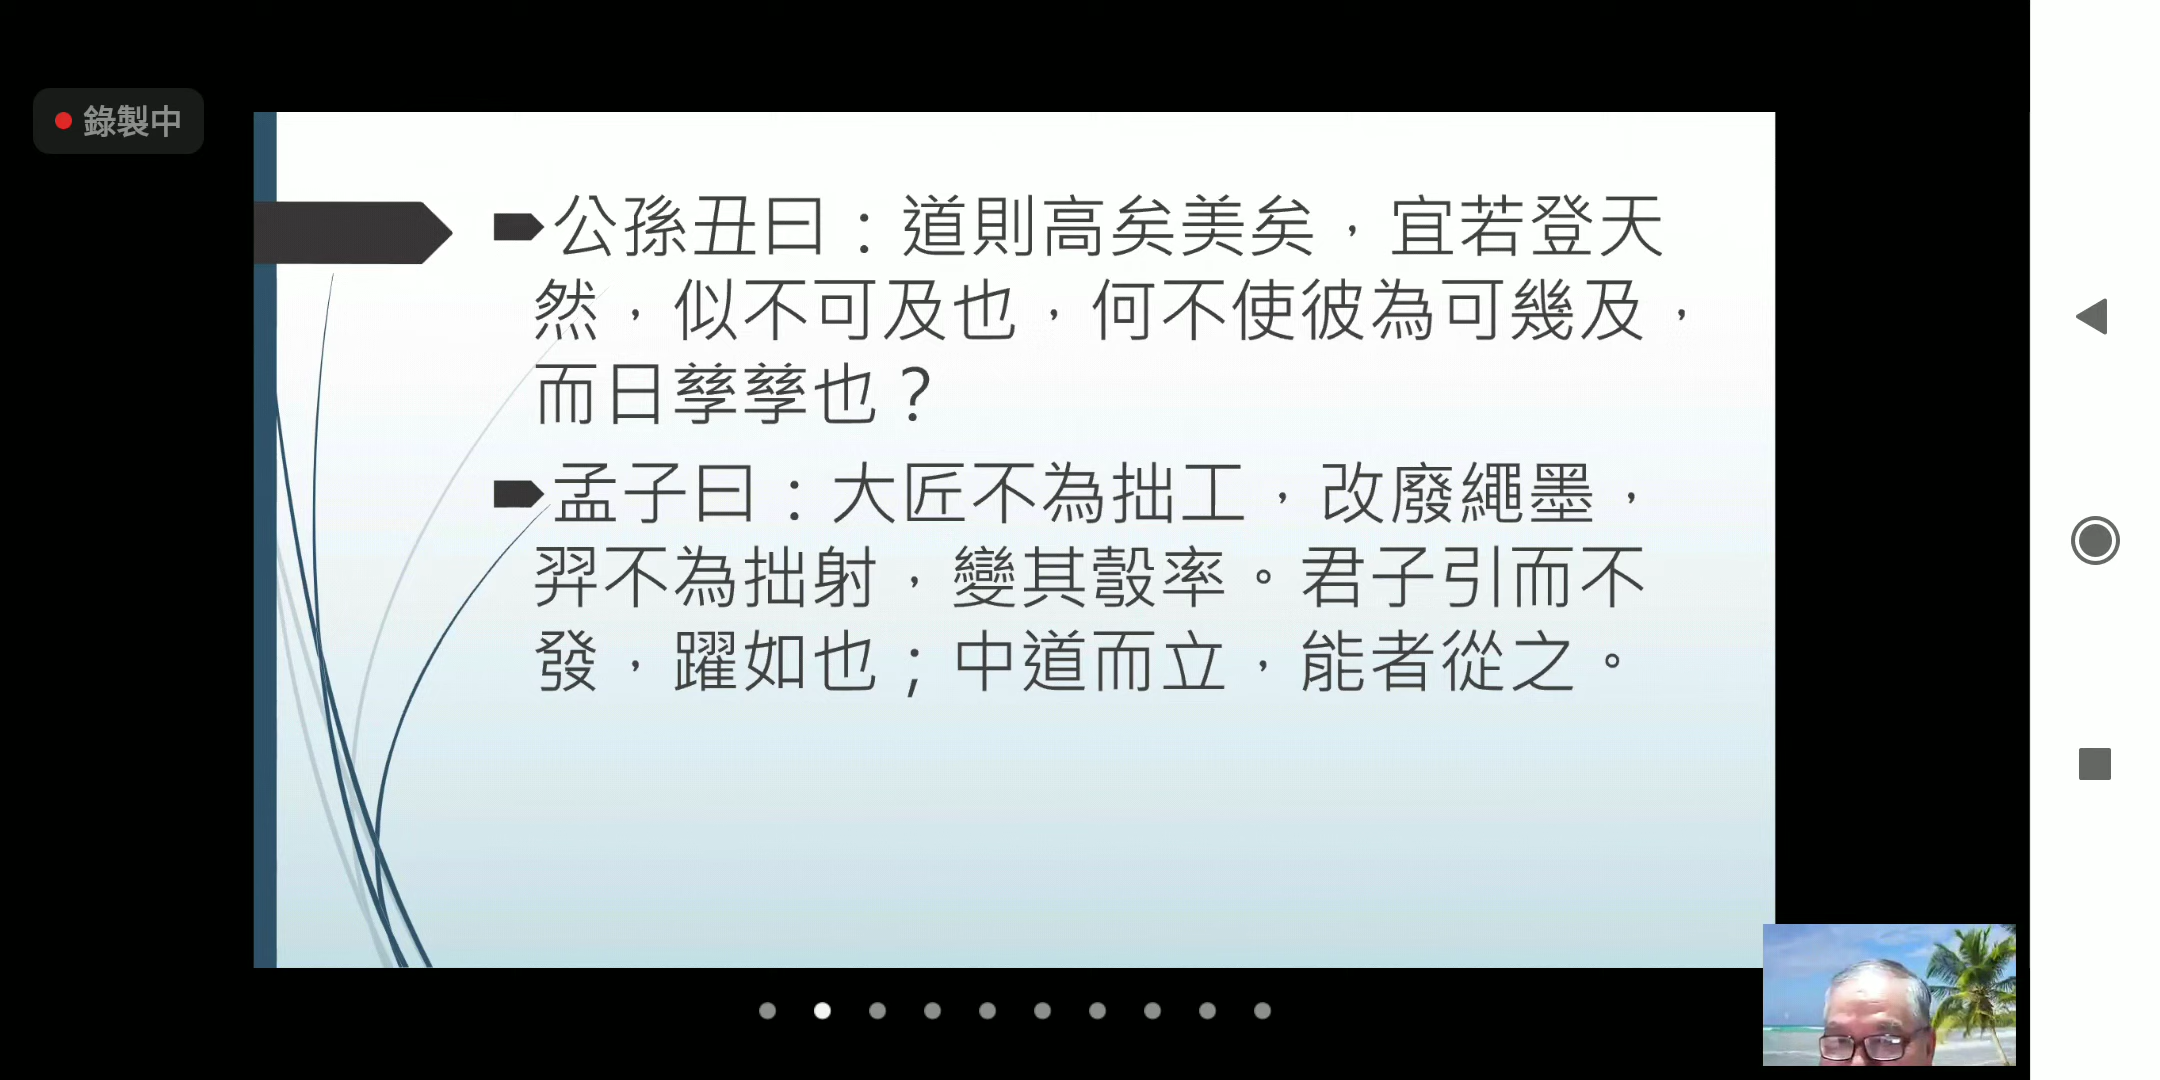 錄製中
公孫丑曰：道則高矣美矣，宜若登天
然，似不可及也，何不使彼為可幾及，
而日孳孳也？
孟子曰：大匠不為拙工，改廢繩墨，
羿不為拙射，變其彀率。君子引而不
發，躍如也；中道而立，能者從之。